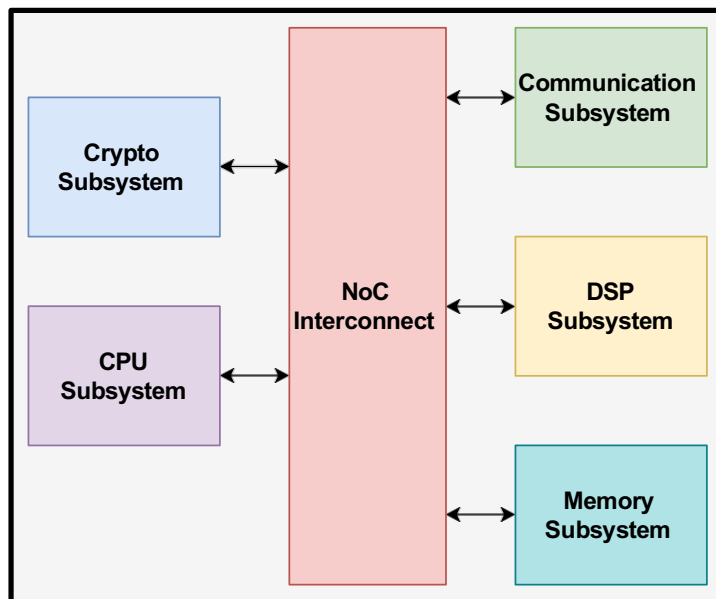 Crypto
Subsystem
CPU
Subsystem
NoC
Interconnect
Communication
Subsystem
DSP
Subsystem
Memory
Subsystem